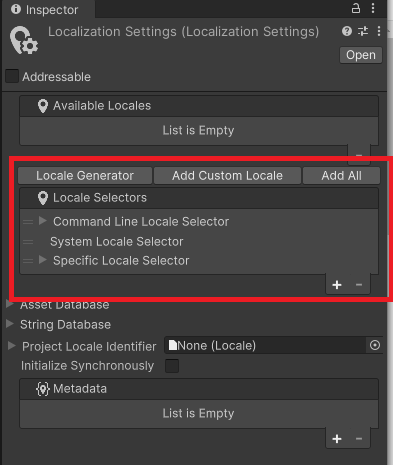 Inspector
Localization Settings (Localization Settings)
Open
Addressable
Available Locales
List is Empty
Locale Generator Add Custom Locale Add All
Locale Selectors
Command Line Locale Selector
System Locale Selector
Specific Locale Selector
Asset Database
String Database
Project Locale Identifier None (Locale)
Initialize Synchronously
Metadata
List is Empty